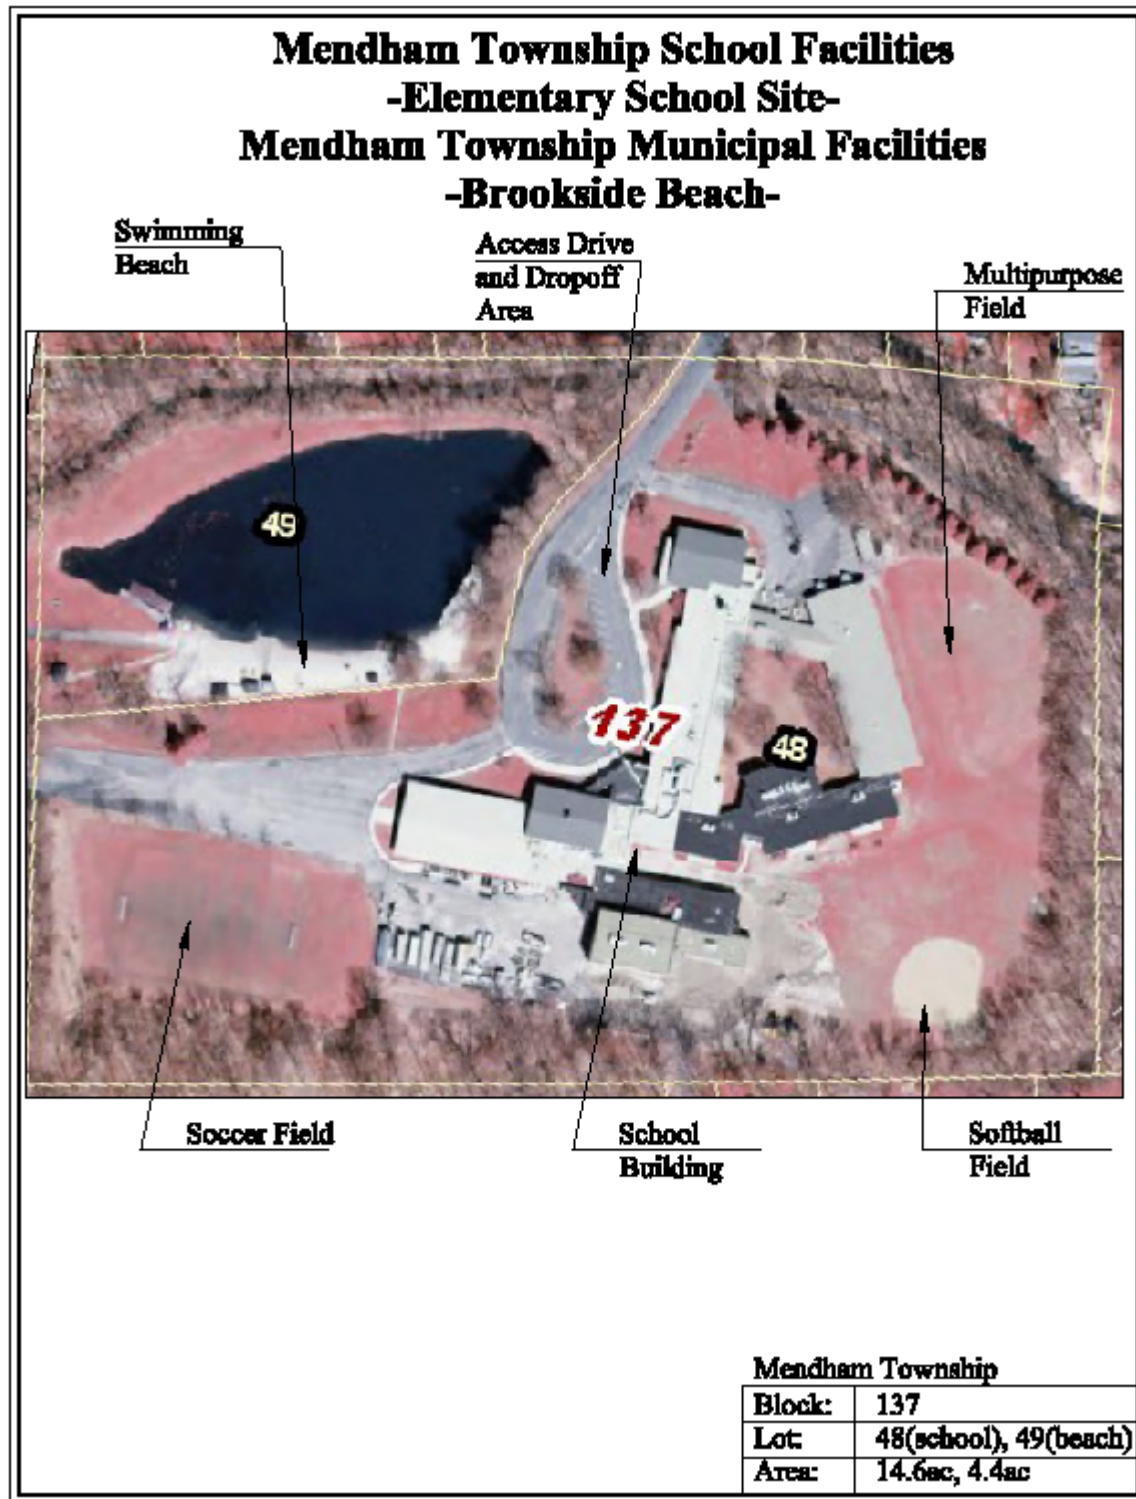 Mendham Township School Facilities
-Elementary School Site-
Mendham Township Municipal Facilities
-Brookside Beach-
Swimming
Beach
Access Drive
and Dropoff
Area
Multipurpose
Field
49
137
48
Soccer Field
School
Building
Softball
Field
Mendham Township
Block: 137
Lot: 48(school), 49(beach)
Area: 14.6ac, 4.4ac